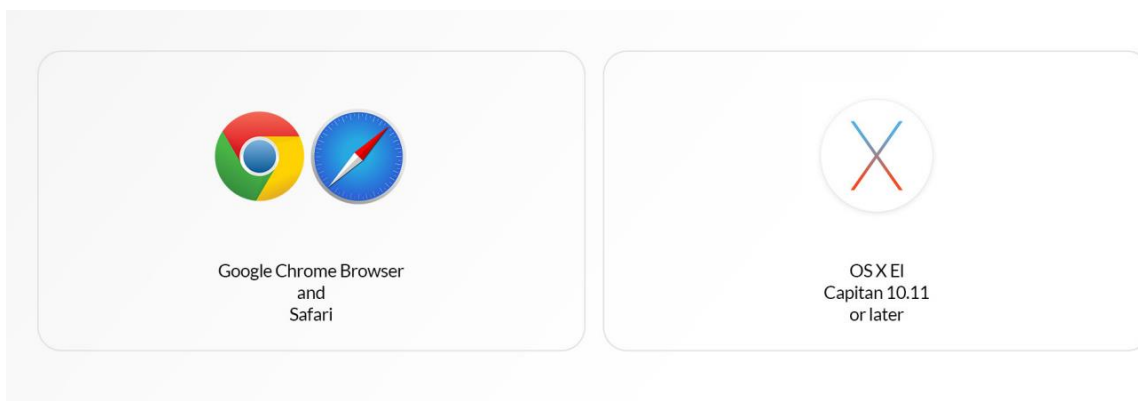 Google Chrome Browser
and
Safari
OS X El
Capitan 10.11
or later